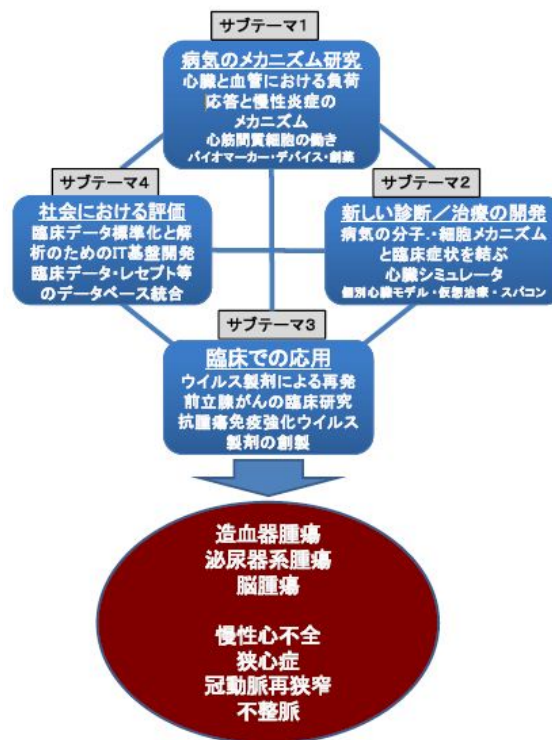 サブテーマ1
病気のメカニズム研究
心臓と血管における負荷
応答と慢性炎症の
メカニズム
心筋間質細胞の働き
バイオマーカー・デバイス・創薬
サブテーマ4
社会における評価
臨床データ標準化と解
析のためのIT基盤開発
臨床データ・レセプト等
のデータベース統合
サブテーマ2
新しい診断／治療の開発
病気の分子.・細胞メカニズム
と臨床症状を結ぶ
心臓シミュレータ
個別心臓モデル・仮想治療・スパコン
サブテーマ3
臨床での応用
ウイルス製剤による再発
前立腺がんの臨床研究
抗腫瘍免疫強化ウイルス
製剤の創製
造血器腫瘍
泌尿器系腫瘍
脳腫瘍
慢性心不全
狭心症
冠動脈再狭窄
不整脈